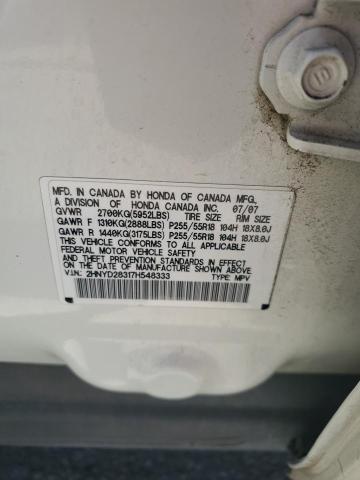 MFD. IN CANADA BY HONDA OF CANADA MFG.,
A DIVISION OF HONDA CANADA INC. 07/07
GVWR 2700KG(5952LBS) TIRE SIZE RIM SIZE
GAWR F 1310KG(2888LBS) P255/55R18 104H 18X8.0J
GAWR R 1440KG(3175LBS) P255/55R18 104H 18X8.0J
THIS VEHICLE CONFORMS TO ALL APPLICABLE
FEDERAL MOTOR VEHICLE SAFETY
AND THEFT PREVENTION STANDARDS IN EFFECT
ON THE DATE OF MANUFACTURE SHOWN ABOVE.
V.I.N: 2HNYD28317H548333 TYPE: MPV